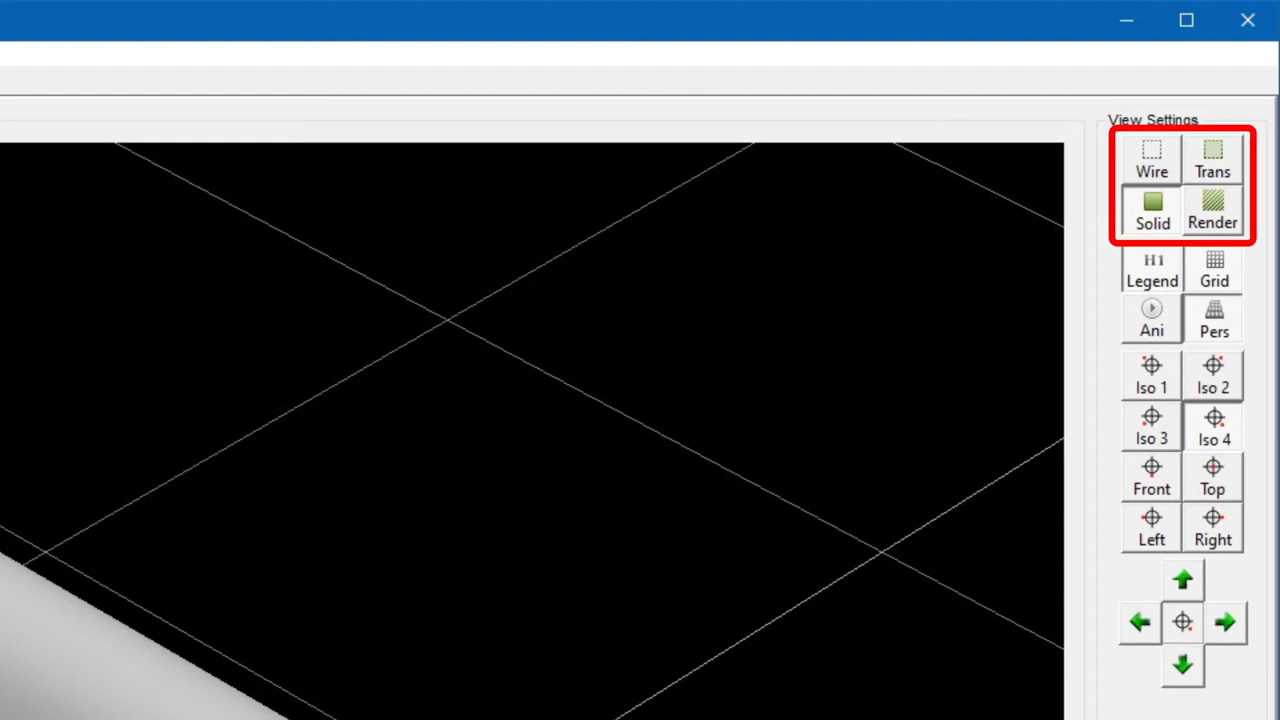 View Settings
Wire Trans
Solid Render
H1
Legend Grid
Ani Pers
Iso 1 Iso 2
Iso 3 Iso 4
Front Top
Left Right